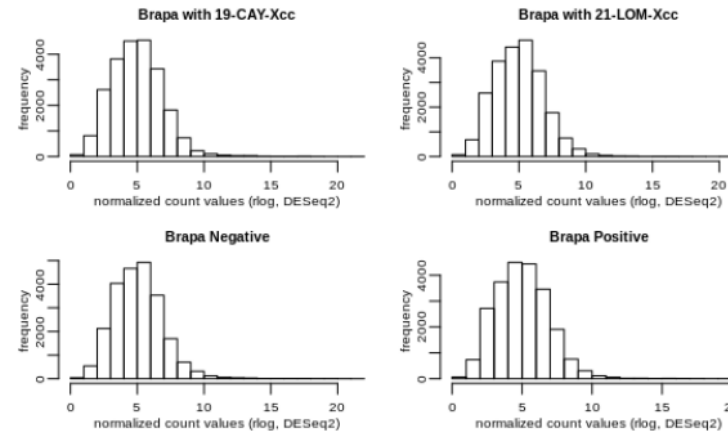 Brapa with 19-CAY-Xcc
frequency
0 2000 4000
0 5 10 15 20
normalized count values (rlog, DESeq2)
Brapa with 21-LOM-Xcc
frequency
0 2000 4000
0 5 10 15 20
normalized count values (rlog, DESeq2)
Brapa Negative
frequency
0 2000 4000
0 5 10 15 20
normalized count values (rlog, DESeq2)
Brapa Positive
frequency
0 2000 4000
0 5 10 15
normalized count values (rlog, DESeq2)